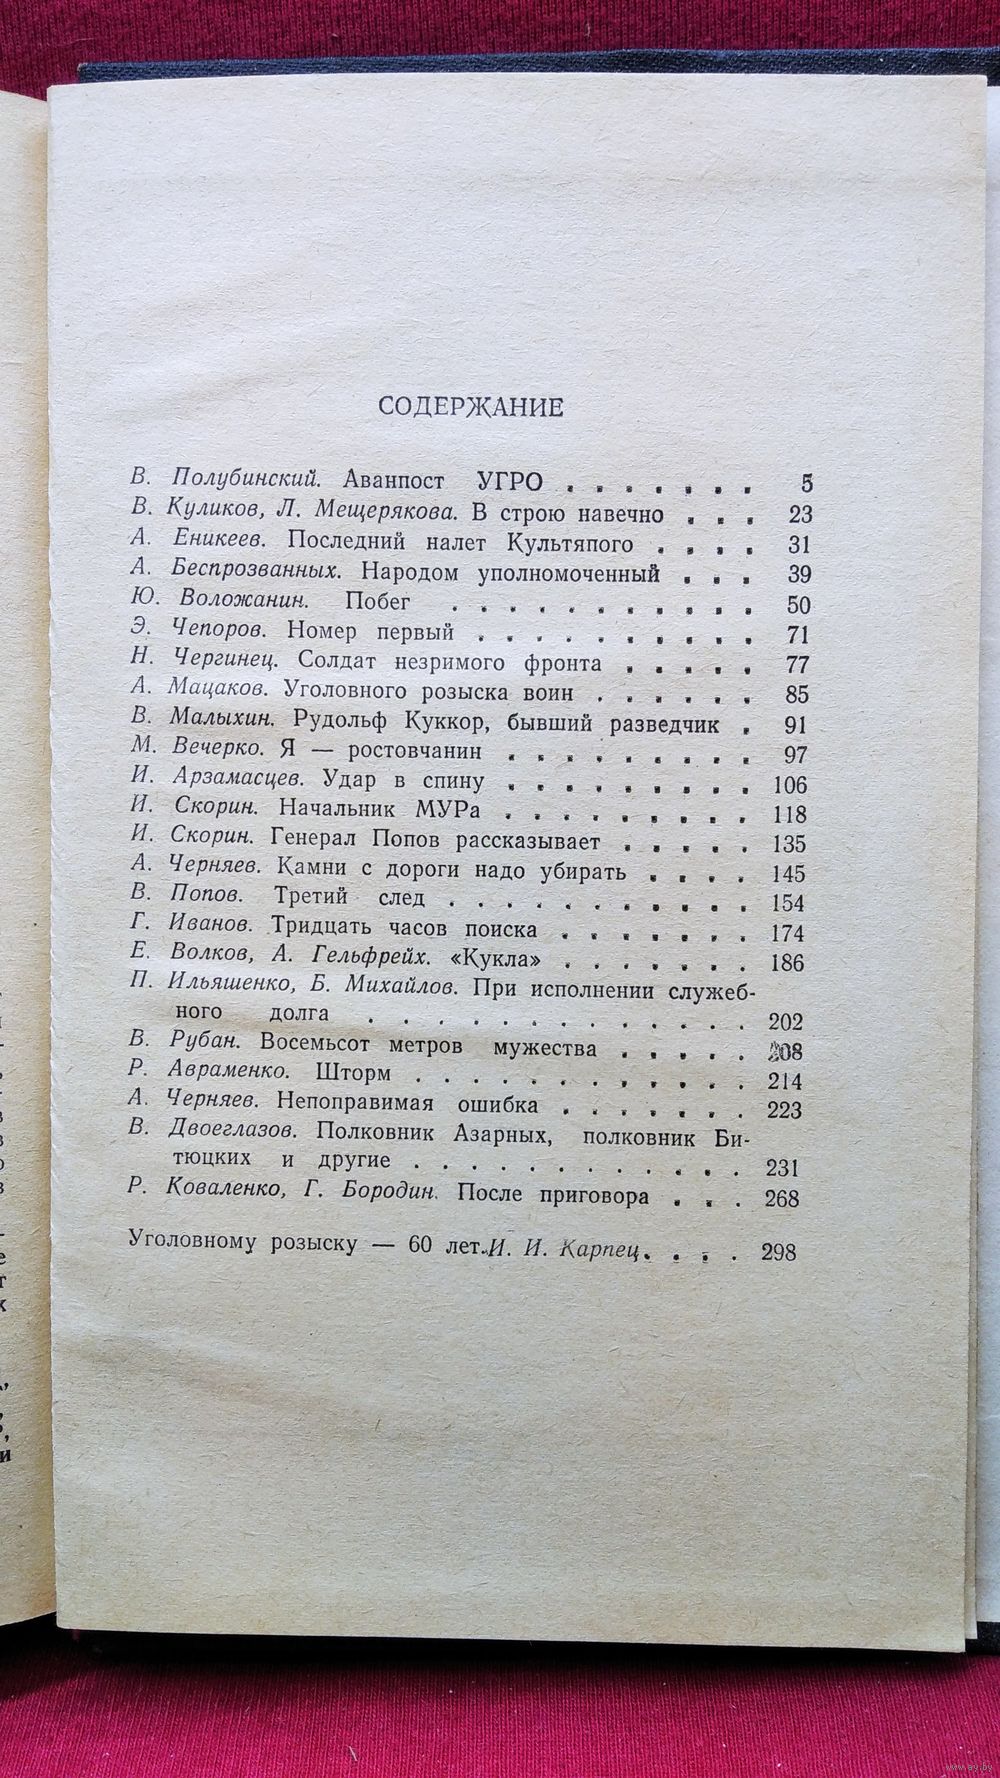 СОДЕРЖАНИЕ
В. Полубинский. Аванпост УГРО . . . . . . . 5
В. Куликов, Л. Мещерякова. В строю навечно . . . 23
А. Еникеев. Последний налет Культяпого . . . . 31
А. Беспрозванных. Народом уполномоченный . . . 39
Ю. Воложанин. Побег . . . . . . . . . . . 50
Э. Чепоров. Номер первый . . . . . . . . . . 71
Н. Чергинец. Солдат незримого фронта . . . . . 77
А. Мацаков. Уголовного розыска воин . . . . . . 85
В. Малыхин. Рудольф Куккор, бывший разведчик . 91
М. Вечерко. Я — ростовчанин . . . . . . . . . 97
И. Арзамасцев. Удар в спину . . . . . . . . . 106
И. Скорин. Начальник МУРа . . . . . . . . . 118
И. Скорин. Генерал Попов рассказывает . . . . . 135
А. Черняев. Камни с дороги надо убирать . . . . 145
В. Попов. Третий след . . . . . . . . . . . 154
Г. Иванов. Тридцать часов поиска . . . . . . . 174
Е. Волков, А. Гельфрейх. «Кукла» . . . . . . . 186
П. Ильяшенко, Б. Михайлов. При исполнении служеб-
ного долга . . . . . . . . . . . . . 202
В. Рубан. Восемьсот метров мужества . . . . . 208
Р. Авраменко. Шторм . . . . . . . . . . . . 214
А. Черняев. Непоправимая ошибка . . . . . . . 223
В. Двоеглазов. Полковник Азарных, полковник Би-
тюцких и другие . . . . . . . . . . . . 231
Р. Коваленко, Г. Бородин. После приговора . . . 268
Уголовному розыску — 60 лет. И. И. Карпец. . . . 298
www.ay.by